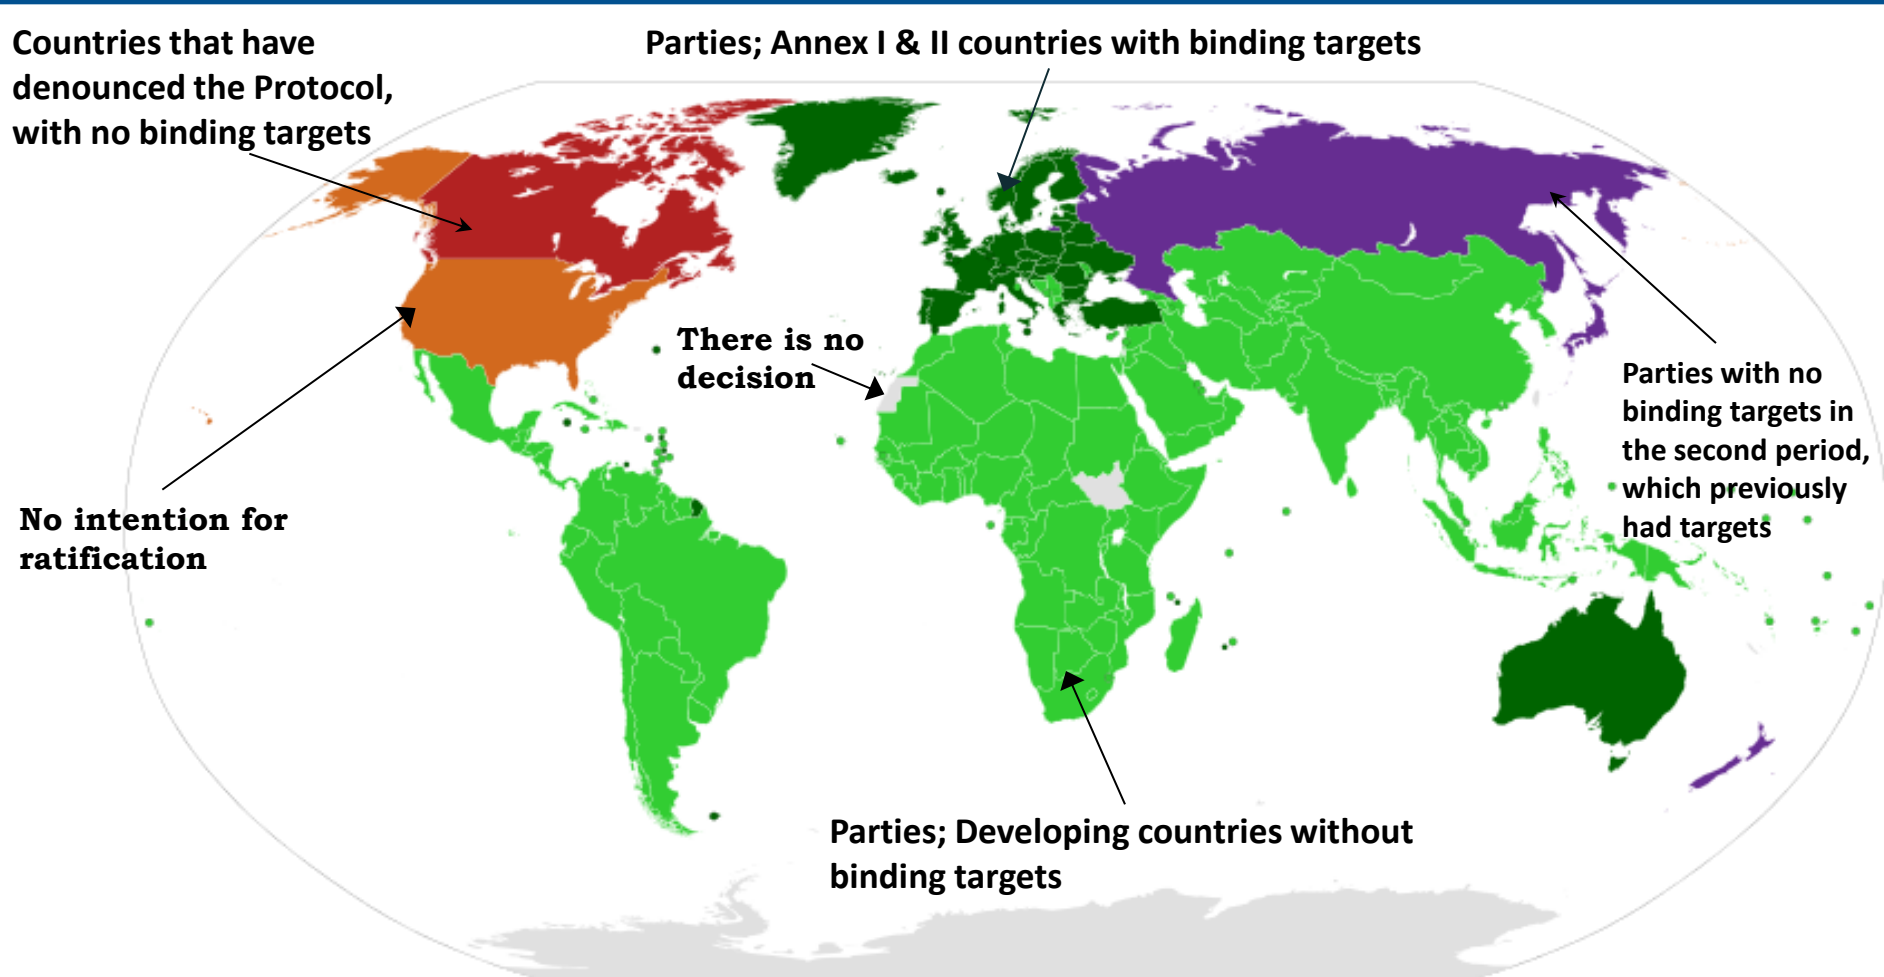 Countries that have
denounced the Protocol,
with no binding targets
Parties; Annex I & II countries with binding targets
There is no
decision
Parties with no
binding targets in
the second period,
which previously
had targets
No intention for
ratification
Parties; Developing countries without
binding targets